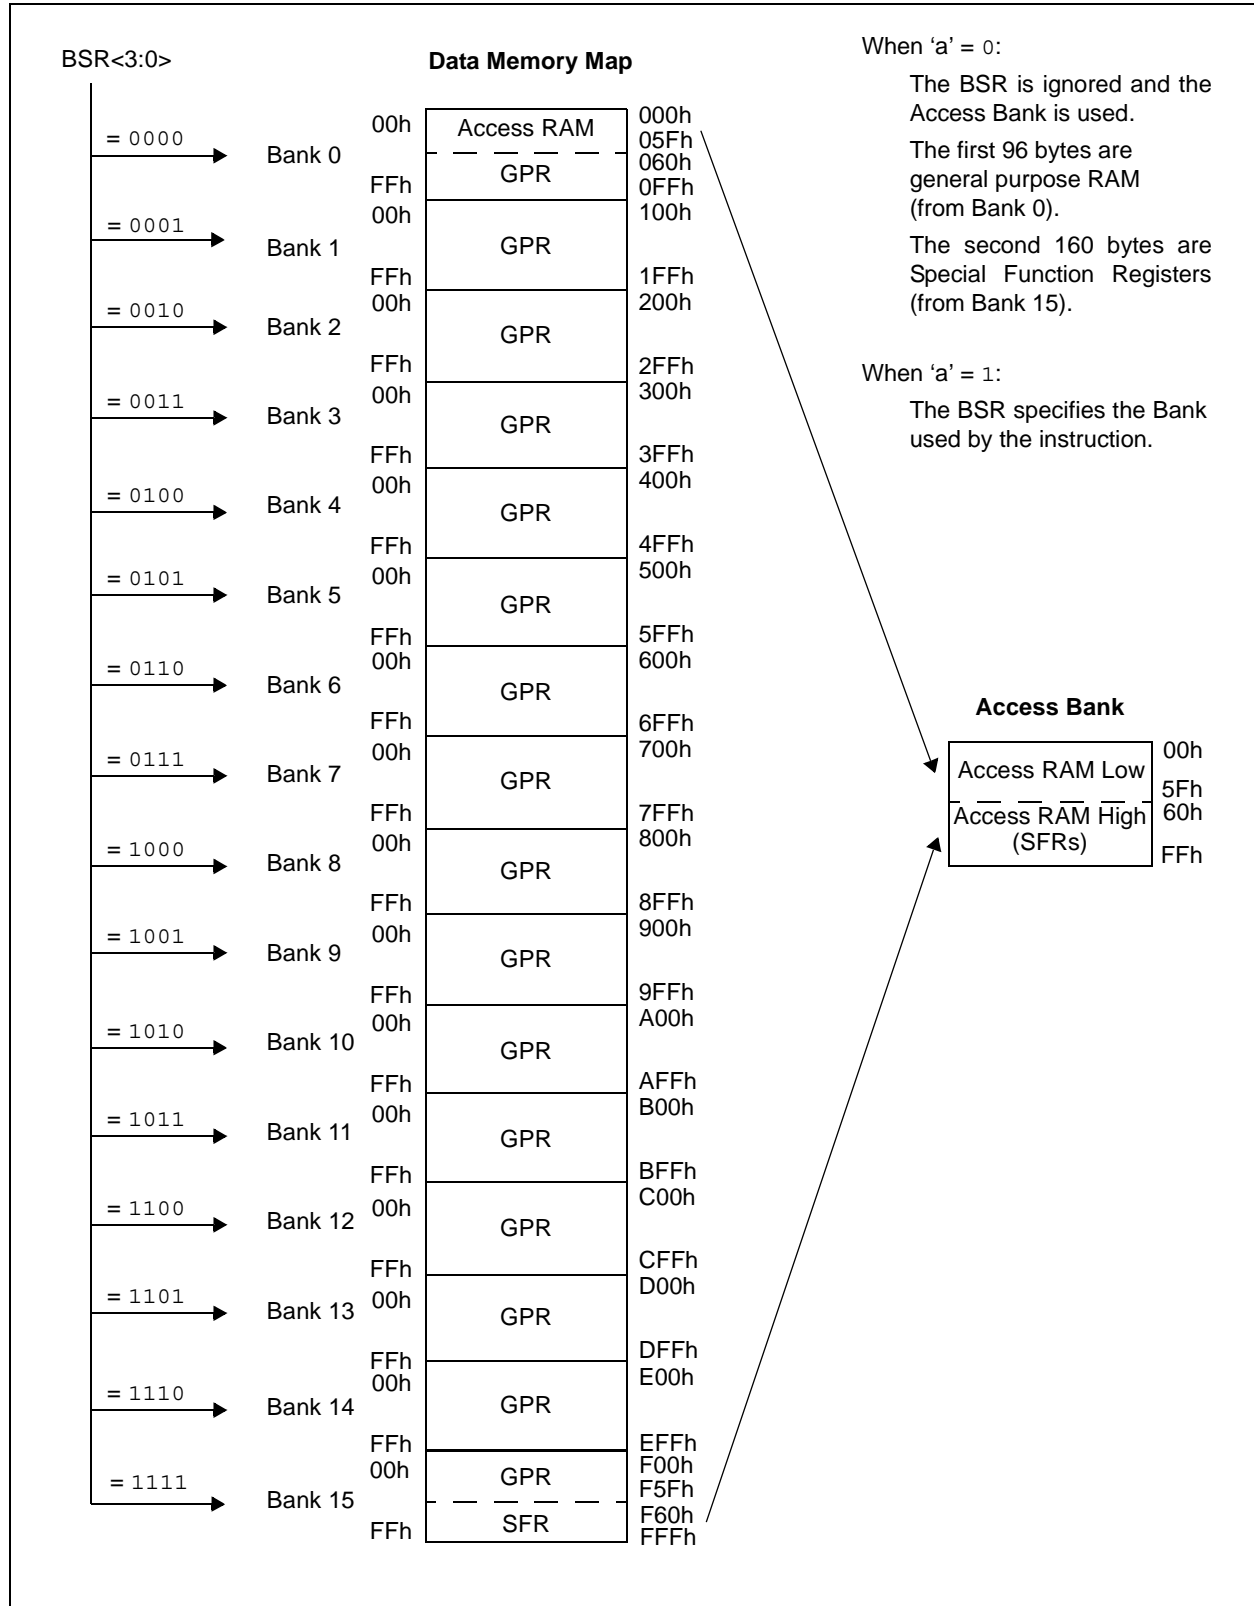 BSR<3:0>
Data Memory Map
When ‘a’ = 0:
The BSR is ignored and the
Access Bank is used.
The first 96 bytes are
general purpose RAM
(from Bank 0).
The second 160 bytes are
Special Function Registers
(from Bank 15).
When ‘a’ = 1:
The BSR specifies the Bank
used by the instruction.
= 0000
Bank 0
00h
FFh
Access RAM
GPR
000h
05Fh
060h
0FFh
= 0001
Bank 1
00h
FFh
GPR
100h
1FFh
= 0010
Bank 2
00h
FFh
GPR
200h
2FFh
= 0011
Bank 3
00h
FFh
GPR
300h
3FFh
= 0100
Bank 4
00h
FFh
GPR
400h
4FFh
= 0101
Bank 5
00h
FFh
GPR
500h
5FFh
= 0110
Bank 6
00h
FFh
GPR
600h
6FFh
= 0111
Bank 7
00h
FFh
GPR
700h
7FFh
= 1000
Bank 8
00h
FFh
GPR
800h
8FFh
= 1001
Bank 9
00h
FFh
GPR
900h
9FFh
= 1010
Bank 10
00h
FFh
GPR
A00h
AFFh
= 1011
Bank 11
00h
FFh
GPR
B00h
BFFh
= 1100
Bank 12
00h
FFh
GPR
C00h
CFFh
= 1101
Bank 13
00h
FFh
GPR
D00h
DFFh
= 1110
Bank 14
00h
FFh
GPR
E00h
EFFh
= 1111
Bank 15
00h
FFh
GPR
SFR
F00h
F5Fh
F60h
FFFh
Access Bank
Access RAM Low
Access RAM High
(SFRs)
00h
5Fh
60h
FFh